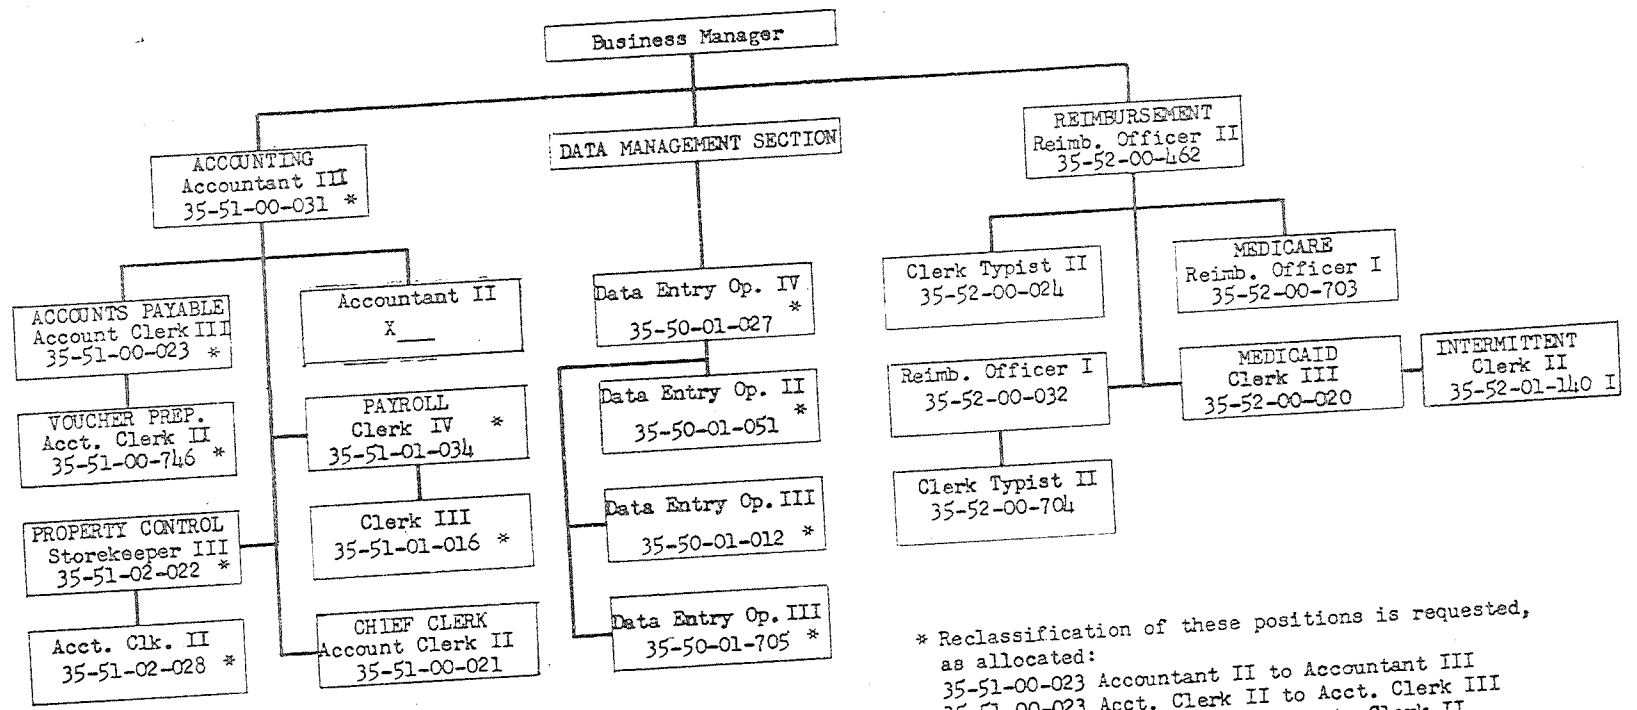 Business Manager
ACCOUNTING
Accountant III
35-51-00-031 *
DATA MANAGEMENT SECTION
REIMBURSEMENT
Reimb. Officer II
35-52-00-462
ACCOUNTS PAYABLE
Account Clerk III
35-51-00-023 *
Accountant II
X___
VOUCHER PREP.
Acct. Clerk II
35-51-00-746 *
PAYROLL
Clerk IV *
35-51-01-034
PROPERTY CONTROL
Storekeeper III
35-51-02-022 *
Clerk III
35-51-01-016 *
Acct. Clk. II
35-51-02-028 *
CHIEF CLERK
Account Clerk II
35-51-00-021
Data Entry Op. IV
*
35-50-01-027
Data Entry Op. II
*
35-50-01-051
Data Entry Op. III
35-50-01-012 *
Data Entry Op. III
35-50-01-705 *
Clerk Typist II
35-52-00-024
MEDICARE
Reimb. Officer I
35-52-00-703
Reimb. Officer I
35-52-00-032
MEDICAID
Clerk III
35-52-00-020
INTERMITTENT
Clerk II
35-52-01-140 I
Clerk Typist II
35-52-00-704
* Reclassification of these positions is requested,
as allocated:
35-51-00-023 Accountant II to Accountant III
35-51-00-023 Acct. Clerk II to Acct. Clerk III
Clerk II